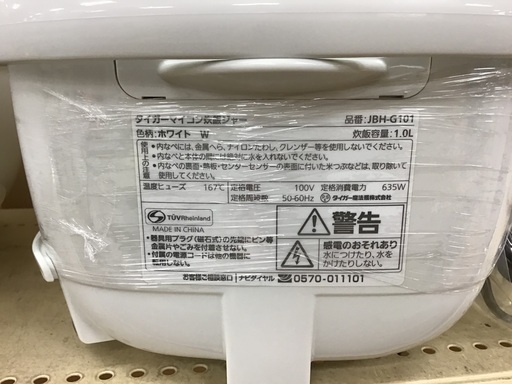 タイガーマイコン炊飯ジャー
品番:JBH-G101
色柄:ホワイト W
炊飯容量:1.0L
使用上の注意
・内なべには、金属へら、ナイロンたわし、クレンザー等を使用しないでください。
・内なべと本体の間には絶対に水を入れないでください。
・内なべの裏面・熱板・センターセンサーの表面に付いた米つぶなどは、取り除いて使用してください。
温度ヒューズ 167℃
定格電圧 100V
定格消費電力 635W
定格周波数 50-60Hz
タイガー魔法瓶株式会社
TÜVRheinland
MADE IN CHINA
・器具用プラグ(磁石式)の先端にピン等
金属片やごみを付着させない。
・付属の電源コードは他の機器に
転用しない。
警告
感電のおそれあり
水につけたり、水を
かけたりしない
お客様ご相談窓口 ナビダイヤル 0570-011101